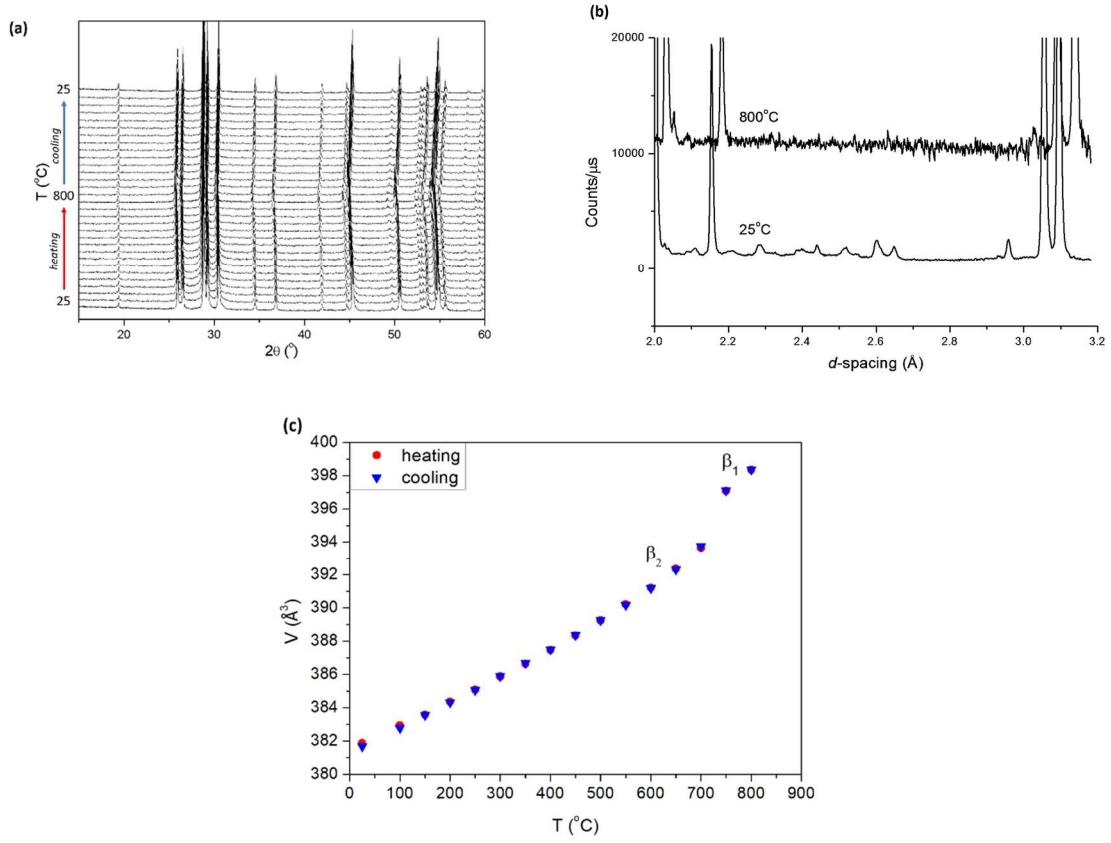 (a)
25
cooling
T (°C)
800
heating
25
20 30 40 50 60
2θ (°)
(b)
20000
10000
0
Counts/μs
800°C
25°C
2.0 2.2 2.4 2.6 2.8 3.0 3.2
d-spacing (Å)
(c)
400
398
396
394
392
390
388
386
384
382
380
V (Å³)
heating
cooling
β₁
β₂
0 100 200 300 400 500 600 700 800 900
T (°C)